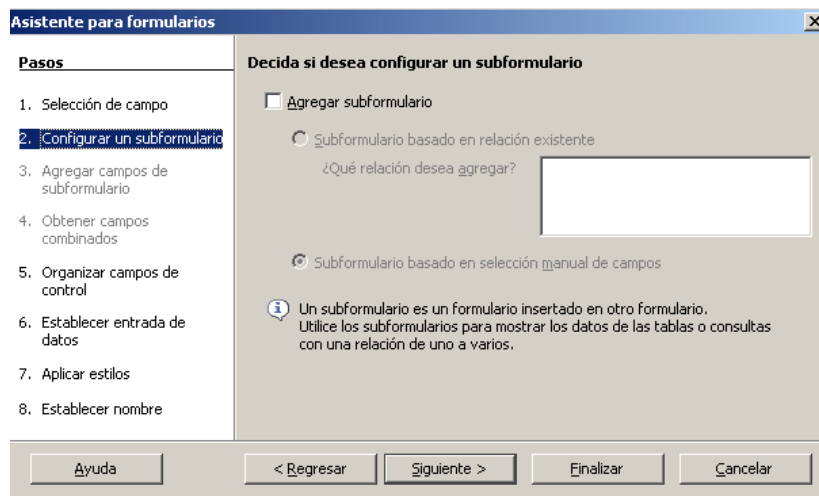 Asistente para formularios
Pasos
1. Selección de campo
2. Configurar un subformulario
3. Agregar campos de
subformulario
4. Obtener campos
combinados
5. Organizar campos de
control
6. Establecer entrada de
datos
7. Aplicar estilos
8. Establecer nombre
Decida si desea configurar un subformulario
Agregar subformulario
Subformulario basado en relación existente
¿Qué relación desea agregar?
Subformulario basado en selección manual de campos
Un subformulario es un formulario insertado en otro formulario.
Utilice los subformularios para mostrar los datos de las tablas o consultas
con una relación de uno a varios.
Ayuda
< Regresar
Siguiente >
Finalizar
Cancelar